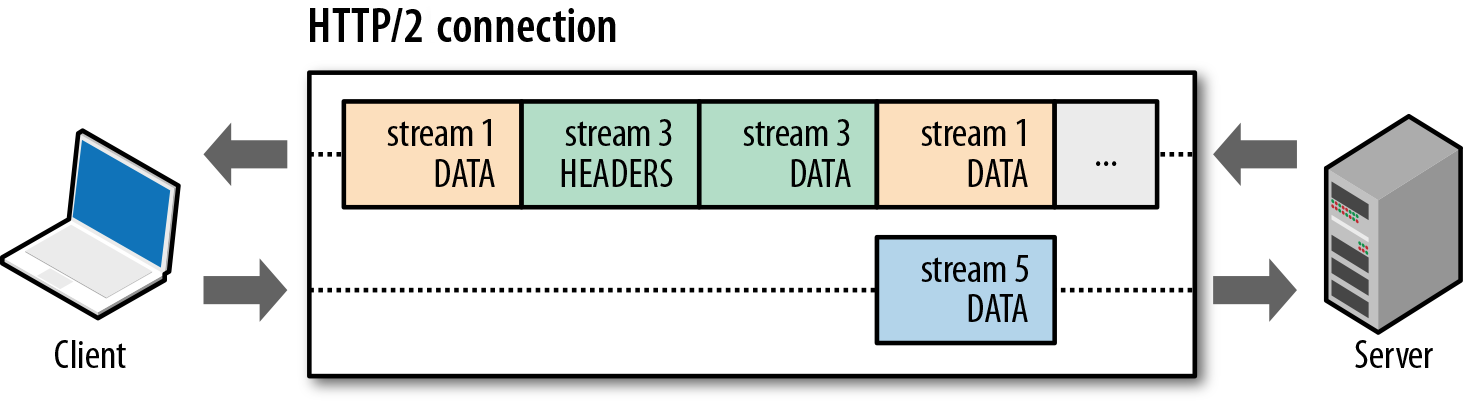 HTTP/2 connection
stream 1
DATA
stream 3
HEADERS
stream 3
DATA
stream 1
DATA
...
stream 5
DATA
Client
Server